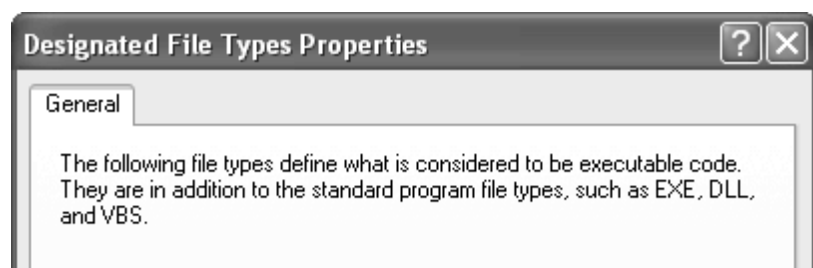 Designated File Types Properties
General
The following file types define what is considered to be executable code.
They are in addition to the standard program file types, such as EXE, DLL,
and VBS.